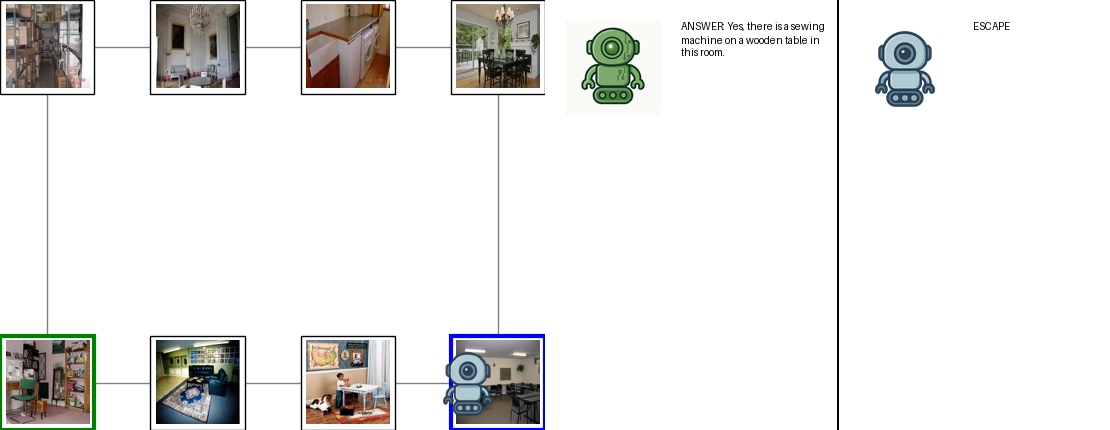 ANSWER: Yes, there is a sewing
machine on a wooden table in
this room.
ESCAPE